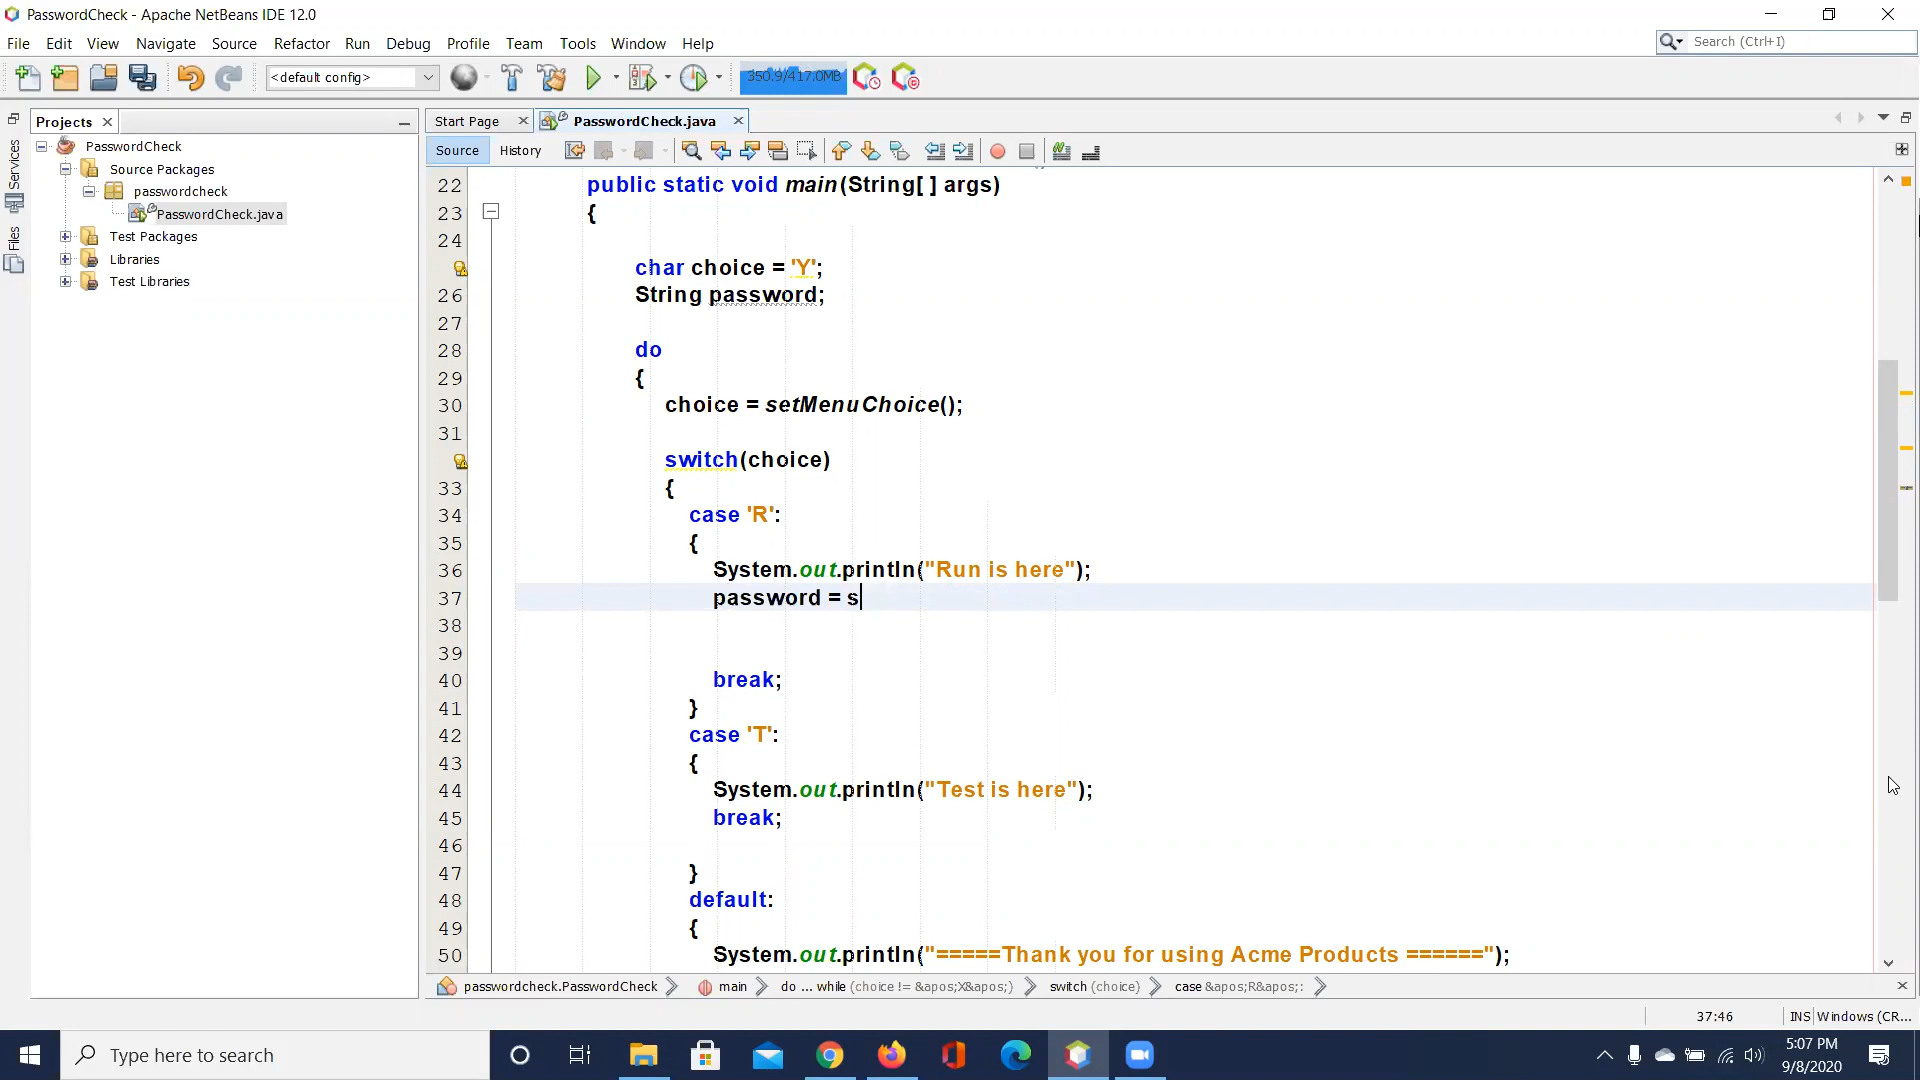 PasswordCheck - Apache NetBeans IDE 12.0
File Edit View Navigate Source Refactor Run Debug Profile Team Tools Window Help
Search (Ctrl+I)
<default config>
350.9/417.0MB
Projects
Services
Files
PasswordCheck
Source Packages
passwordcheck
PasswordCheck.java
Test Packages
Libraries
Test Libraries
Start Page PasswordCheck.java
Source History
22 public static void main(String[ ] args)
23 {
24
char choice = 'Y';
26 String password;
27
28 do
29 {
30 choice = setMenuChoice();
31
switch(choice)
33 {
34 case 'R':
35 {
36 System.out.println("Run is here");
37 password = s
38
39
40 break;
41 }
42 case 'T':
43 {
44 System.out.println("Test is here");
45 break;
46
47 }
48 default:
49 {
50 System.out.println("=====Thank you for using Acme Products ======");
passwordcheck.PasswordCheck main do ... while (choice != &apos;X&apos;) switch (choice) case &apos;R&apos;:
37:46 INS Windows (CR...
Type here to search
5:07 PM
9/8/2020